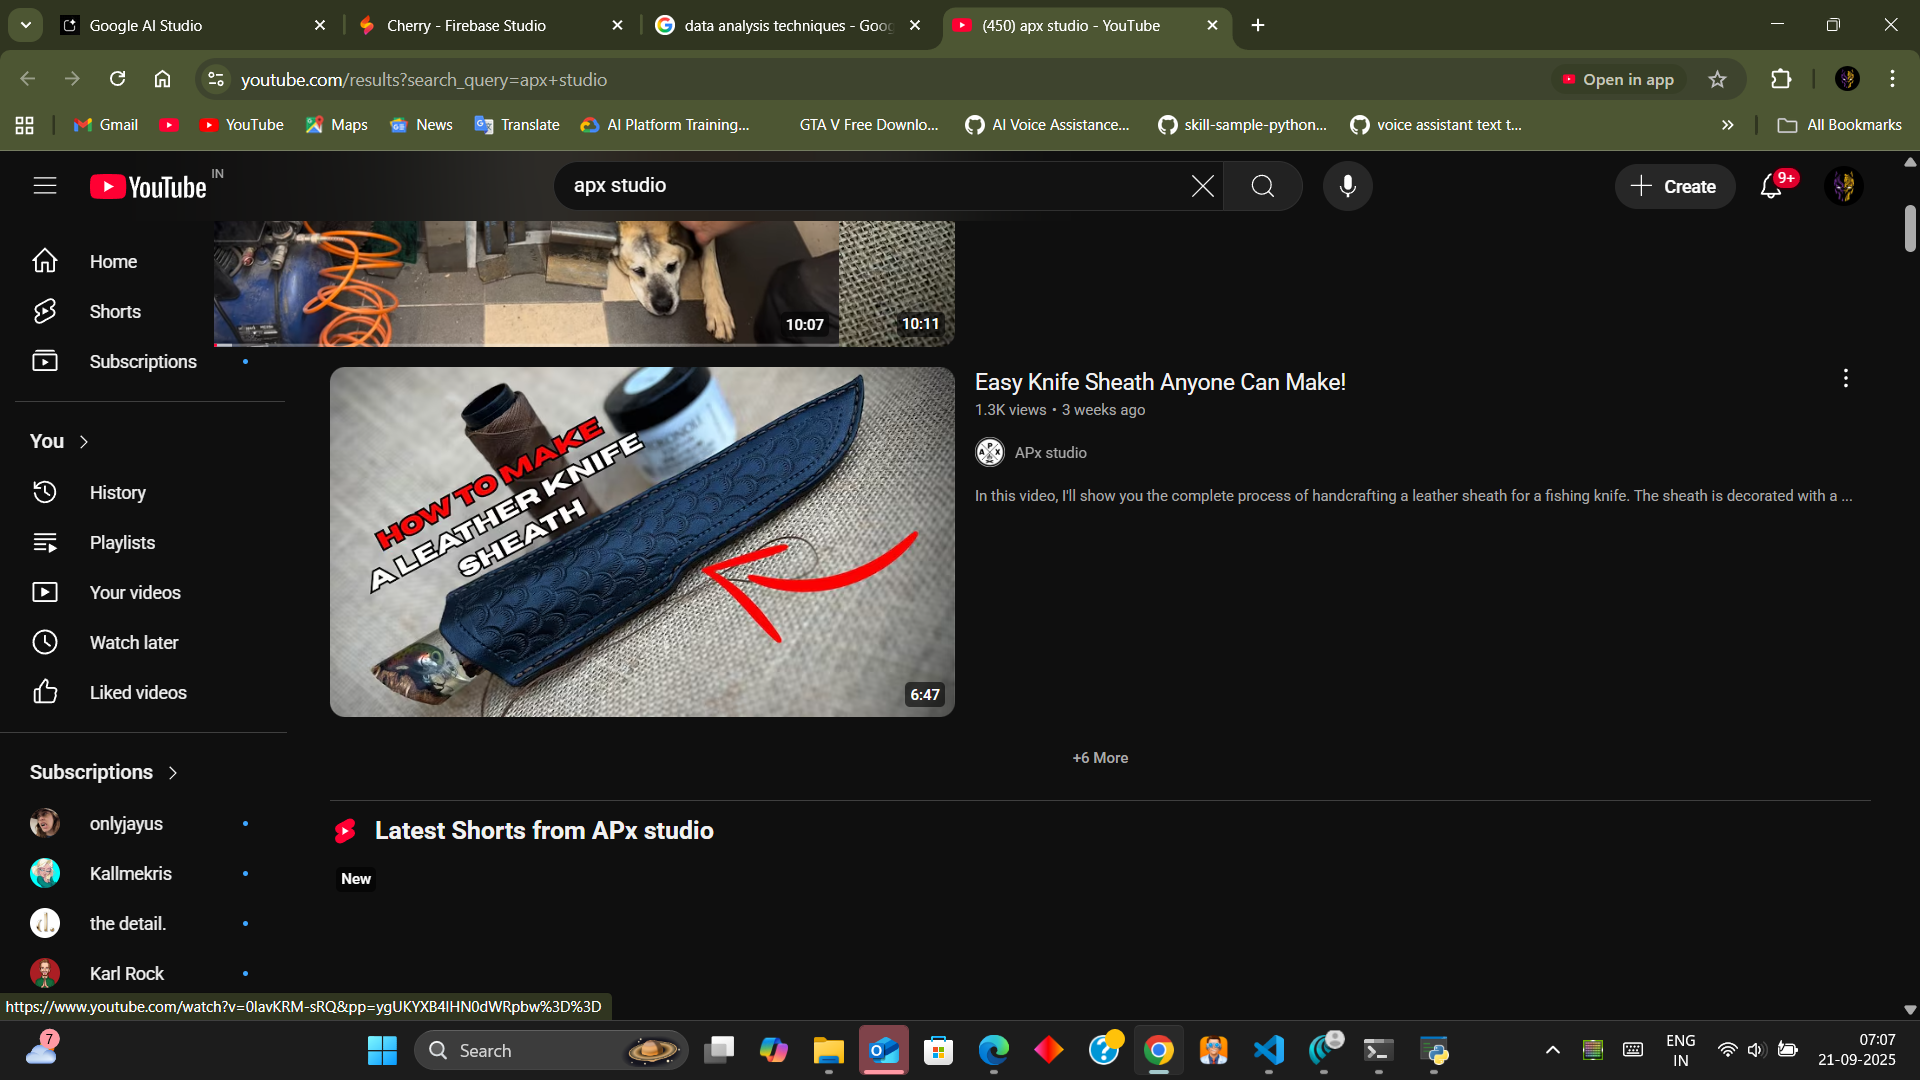 Google AI Studio
Cherry - Firebase Studio
data analysis techniques - Goog
(450) apx studio - YouTube
youtube.com/results?search_query=apx+studio
Open in app
Gmail
YouTube
Maps
News
Translate
AI Platform Training...
GTA V Free Downlo...
AI Voice Assistance...
skill-sample-python...
voice assistant text t...
All Bookmarks
YouTube IN
apx studio
Create
9+
Home
Shorts
Subscriptions
You
History
Playlists
Your videos
Watch later
Liked videos
Subscriptions
onlyjayus
Kallmekris
the detail.
Karl Rock
10:07
10:11
HOW TO MAKE
A LEATHER KNIFE
SHEATH
6:47
Easy Knife Sheath Anyone Can Make!
1.3K views • 3 weeks ago
APx studio
In this video, I'll show you the complete process of handcrafting a leather sheath for a fishing knife. The sheath is decorated with a ...
+6 More
Latest Shorts from APx studio
New
https://www.youtube.com/watch?v=0lavKRM-sRQ&pp=ygUKYXB4IHN0dWRpbw%3D%3D
7
Search
ENG
IN
07:07
21-09-2025